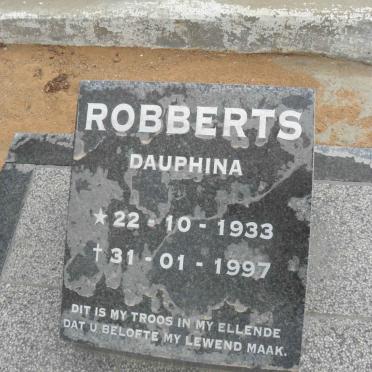 ROBBERTS
DAUPHINA
★ 22 - 10 - 1933
† 31 - 01 - 1997
DIT IS MY TROOS IN MY ELLENDE
DAT U BELOFTE MY LEWEND MAAK.